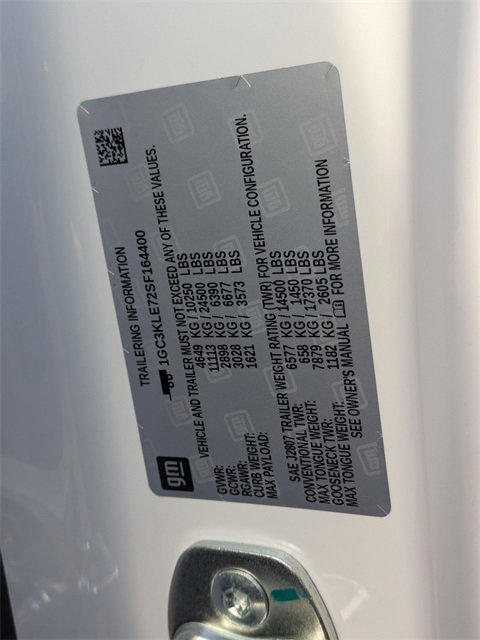 gm
TRAILERING INFORMATION
1GC3KLE72SF164400
VEHICLE AND TRAILER MUST NOT EXCEED ANY OF THESE VALUES.
GVWR: 4649 KG / 10250 LBS
GCWR: 11113 KG / 24500 LBS
RGAWR: 2898 KG / 6390 LBS
CURB WEIGHT: 3028 KG / 6677 LBS
MAX PAYLOAD: 1621 KG / 3573 LBS
SAE J2807 TRAILER WEIGHT RATING (TWR) FOR VEHICLE CONFIGURATION.
CONVENTIONAL TWR: 6577 KG / 14500 LBS
MAX TONGUE WEIGHT: 658 KG / 1450 LBS
GOOSENECK TWR: 7879 KG / 17370 LBS
MAX TONGUE WEIGHT: 1182 KG / 2605 LBS
SEE OWNER'S MANUAL FOR MORE INFORMATION